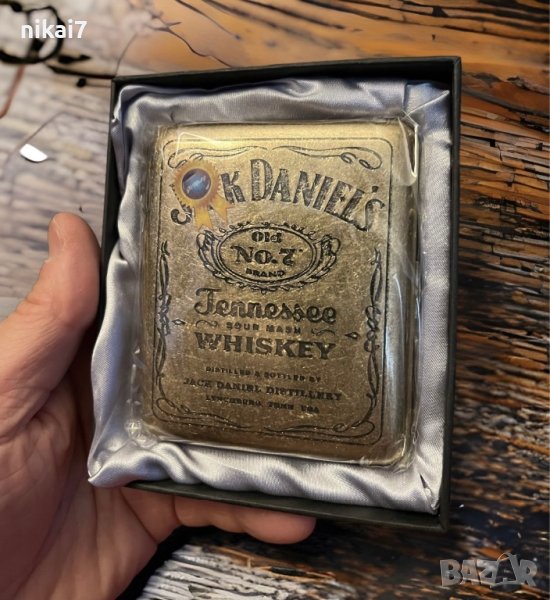 nikai7
JACK DANIEL'S
Old
NO.7
BRAND
Tennessee
SOUR MASH
WHISKEY
DISTILLED & BOTTLED BY
JACK DANIEL DISTILLERY
LYNCHBURG TENN USA
BAZAR